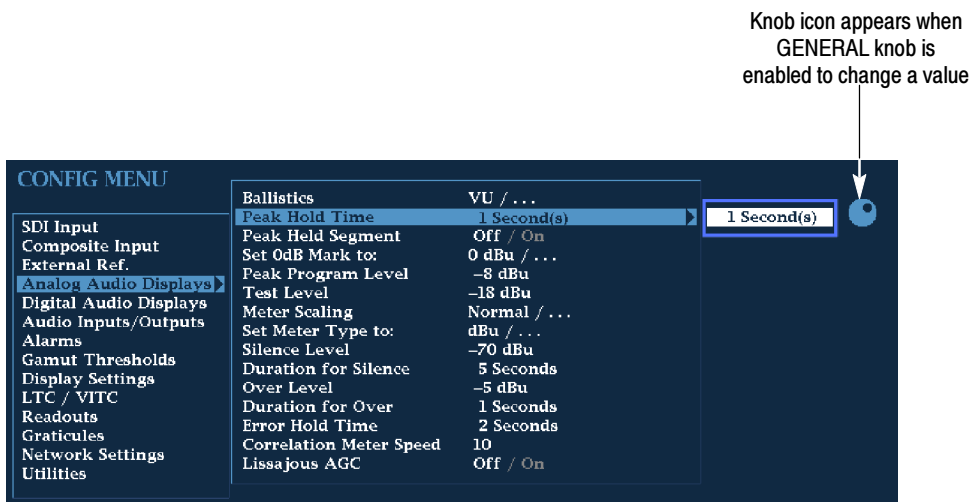 Knob icon appears when
GENERAL knob is
enabled to change a value
CONFIG MENU
SDI Input
Composite Input
External Ref.
Analog Audio Displays
Digital Audio Displays
Audio Inputs/Outputs
Alarms
Gamut Thresholds
Display Settings
LTC / VITC
Readouts
Graticules
Network Settings
Utilities
Ballistics VU / ...
Peak Hold Time 1 Second(s)
Peak Held Segment Off / On
Set 0dB Mark to: 0 dBu / ...
Peak Program Level –8 dBu
Test Level –18 dBu
Meter Scaling Normal / ...
Set Meter Type to: dBu / ...
Silence Level –70 dBu
Duration for Silence 5 Seconds
Over Level –5 dBu
Duration for Over 1 Seconds
Error Hold Time 2 Seconds
Correlation Meter Speed 10
Lissajous AGC Off / On
1 Second(s)